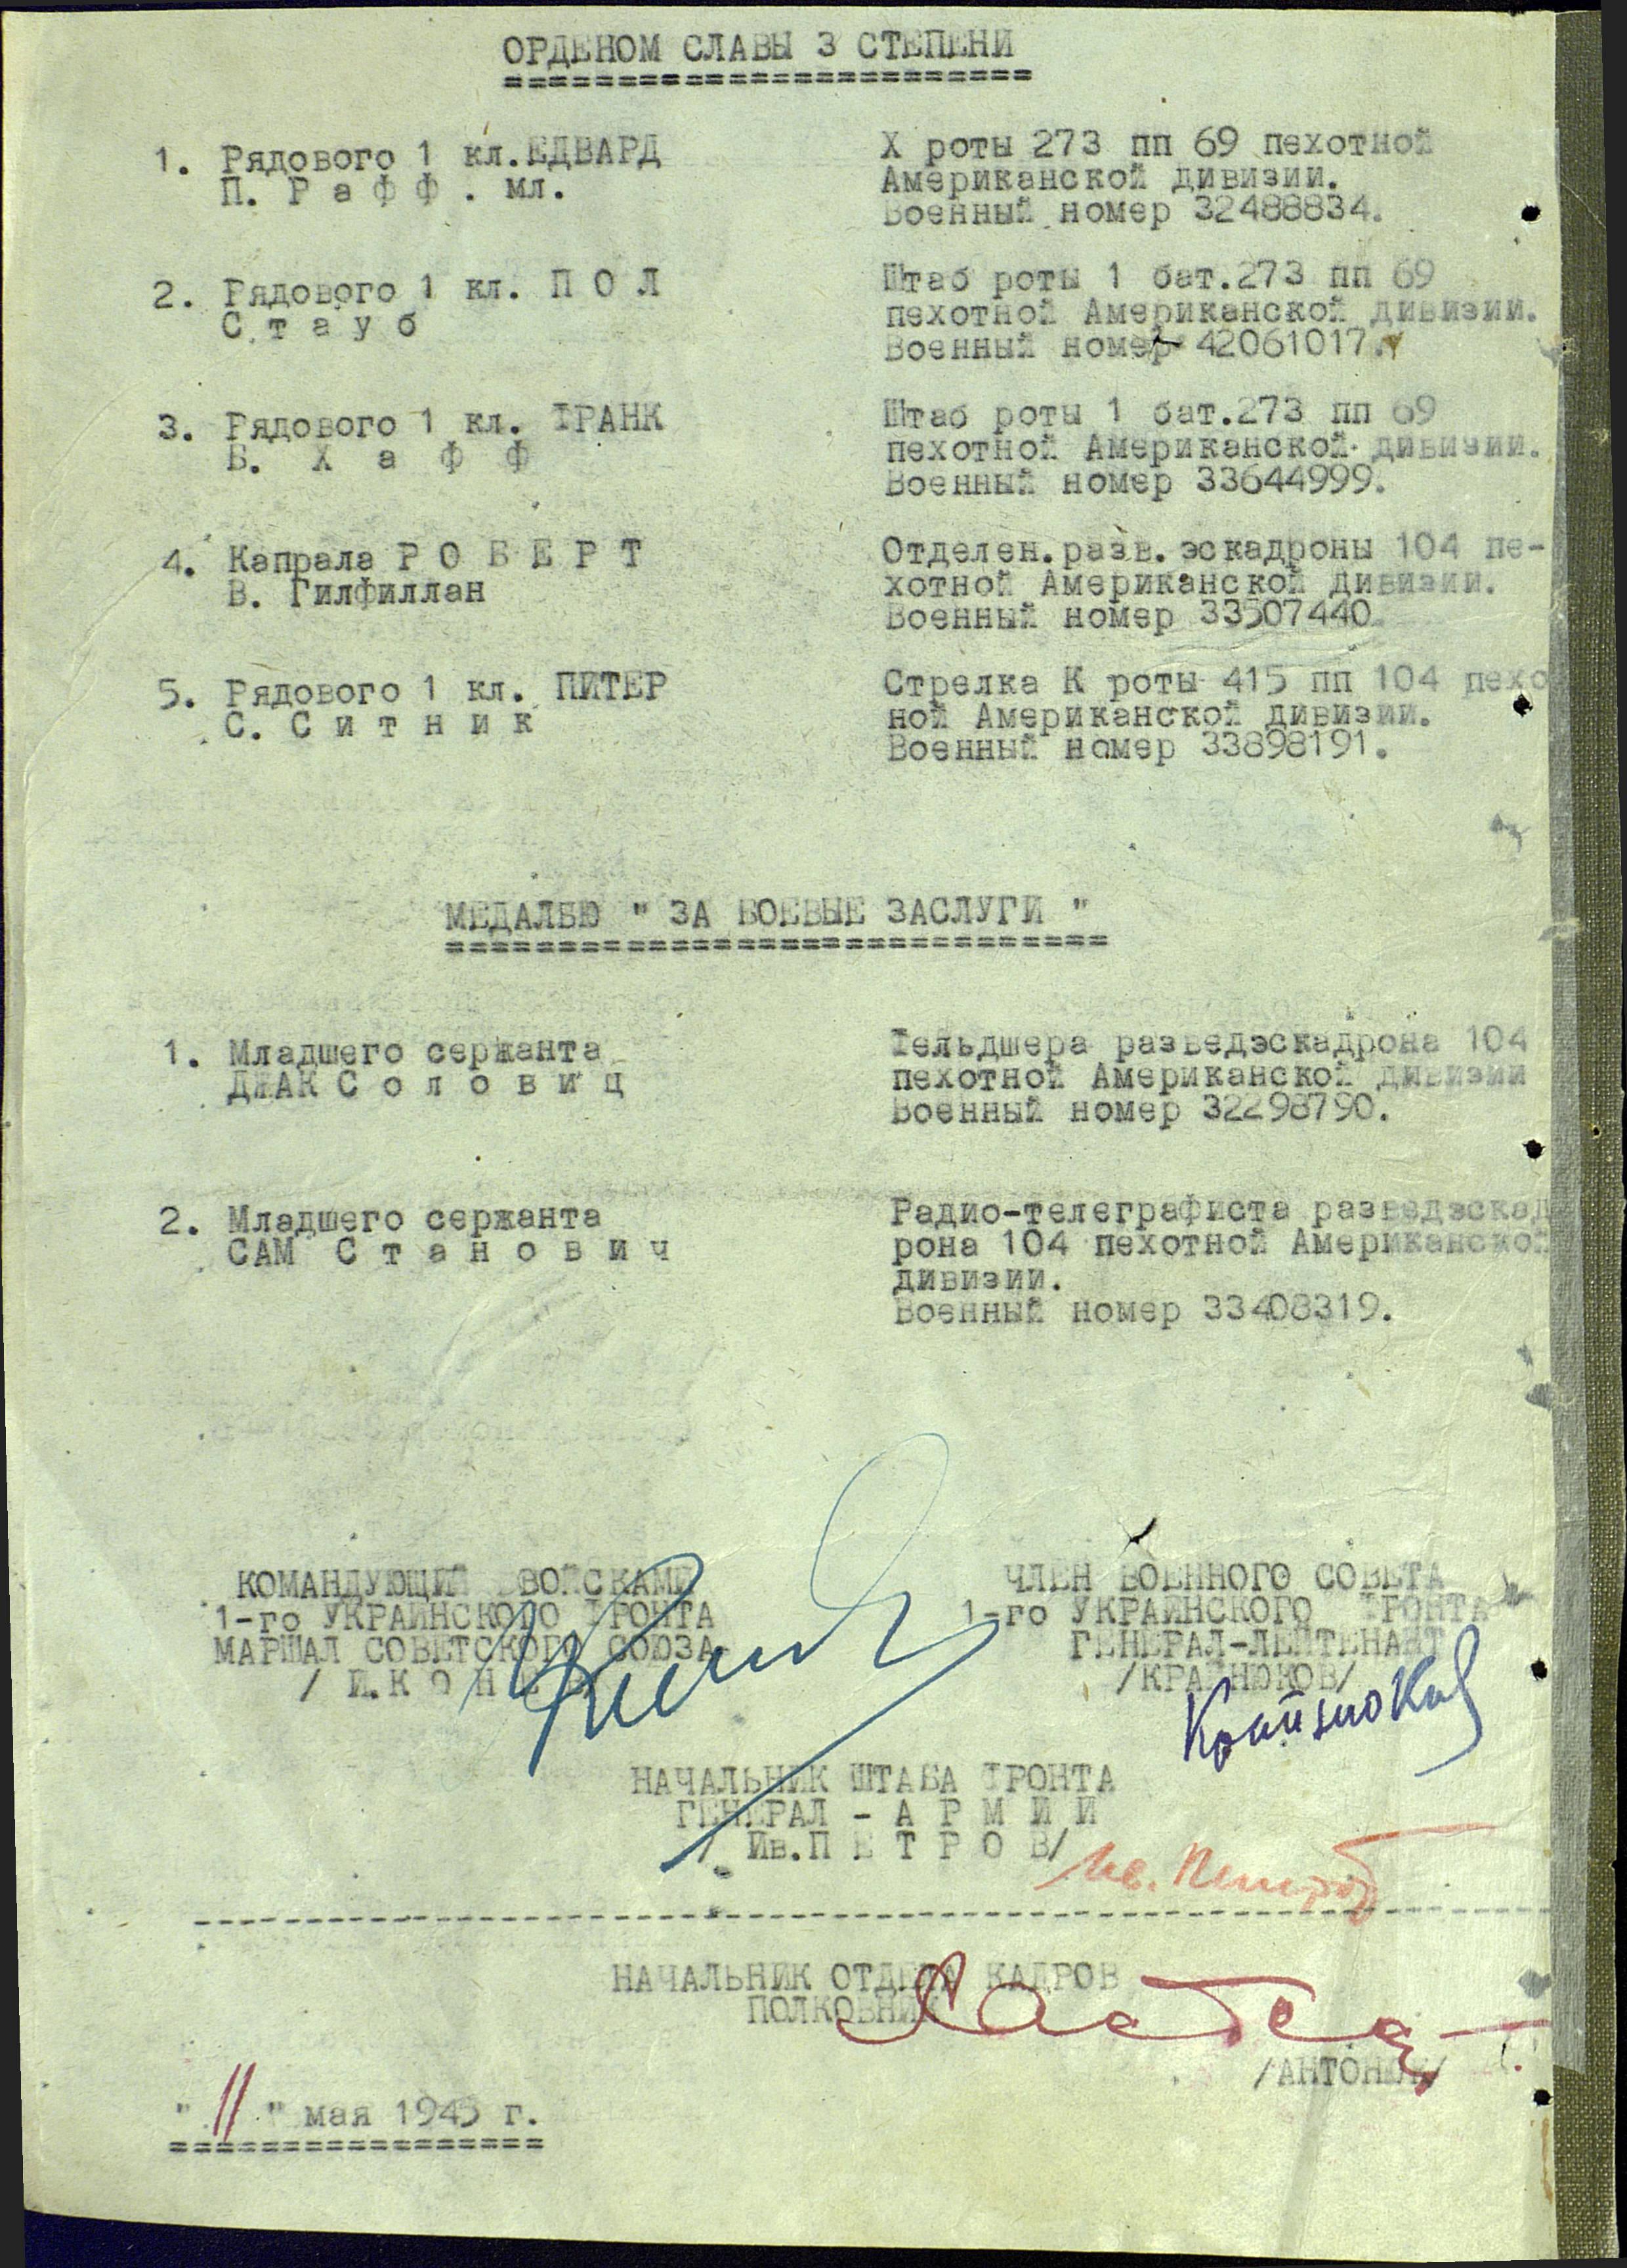 ОРДЕНОМ СЛАВЫ 3 СТЕПЕНИ
=======================
1. Рядового 1 кл. ЕДВАРД
П. Р а ф ф . мл.
Х роты 273 пп 69 пехотной
Американской дивизии.
Военный номер 32488834.
2. Рядового 1 кл. П О Л
С т а у б
Штаб роты 1 бат.273 пп 69
пехотной Американской дивизии.
Военный номер 42061017.
3. Рядового 1 кл. ФРАНК
Б. Х а ф ф
Штаб роты 1 бат.273 пп 69
пехотной Американской дивизии.
Военный номер 33644999.
4. Капрала Р О Б Е Р Т
В. Гилфиллан
Отделен.разв. эскадроны 104 пе-
хотной Американской дивизии.
Военный номер 33507440.
5. Рядового 1 кл. ПИТЕР
С. С и т н и к
Стрелка К роты 415 пп 104 пехо
ной Американской дивизии.
Военный номер 33898191.
МЕДАЛЬЮ " ЗА БОЕВЫЕ ЗАСЛУГИ "
=============================
1. Младшего сержанта
ДЖАК С о л о в и ц
Фельдшера разведэскадрона 104
пехотной Американской дивизии
Военный номер 32298790.
2. Младшего сержанта
САМ С т а н о в и ч
Радио-телеграфиста разведэскад
рона 104 пехотной Американской
дивизии.
Военный номер 33408319.
КОМАНДУЮЩИЙ ВОЙСКАМИ
1-го УКРАИНСКОГО ФРОНТА
МАРШАЛ СОВЕТСКОГО СОЮЗА
/ И.К О Н Е В
ЧЛЕН ВОЕННОГО СОВЕТА
1-го УКРАИНСКОГО ФРОНТА
ГЕНЕРАЛ-ЛЕЙТЕНАНТ
/КРАЙНЮКОВ/
Крайнюков
НАЧАЛЬНИК ШТАБА ФРОНТА
ГЕНЕРАЛ - А Р М И И
/ Ив.П Е Т Р О В/
Ив. Петров
НАЧАЛЬНИК ОТДЕЛА КАДРОВ
ПОЛКОВНИК
/АНТОНЮК/
" 11 " мая 1945 г.
=================